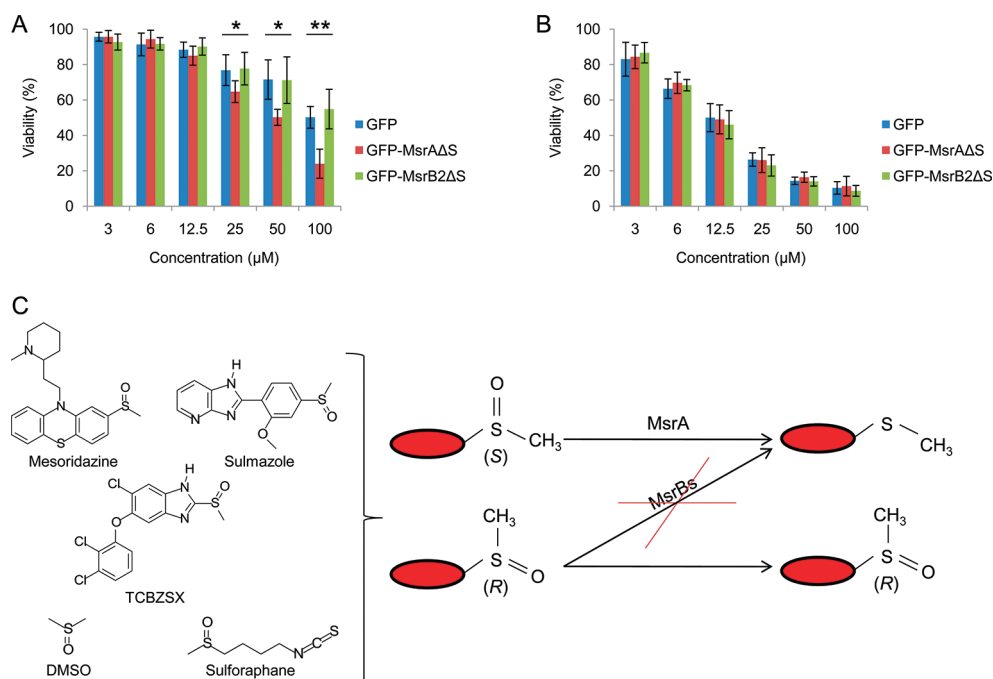 A
Viability (%)
100
80
60
40
20
0
* * **
3 6 12.5 25 50 100
Concentration (µM)
GFP
GFP-MsrAΔS
GFP-MsrB2ΔS
B
Viability (%)
100
80
60
40
20
0
3 6 12.5 25 50 100
Concentration (µM)
GFP
GFP-MsrAΔS
GFP-MsrB2ΔS
C
N
N
S
S
O
Mesoridazine
H
N
N
N
O
S
O
Sulmazole
Cl
O
Cl
Cl
H
N
N
O
S
TCBZSX
S
O
DMSO
O
S
N
C
S
Sulforaphane
O
S
CH3
(S)
MsrA
S
CH3
MsrBs
CH3
S
O
(R)
CH3
S
O
(R)